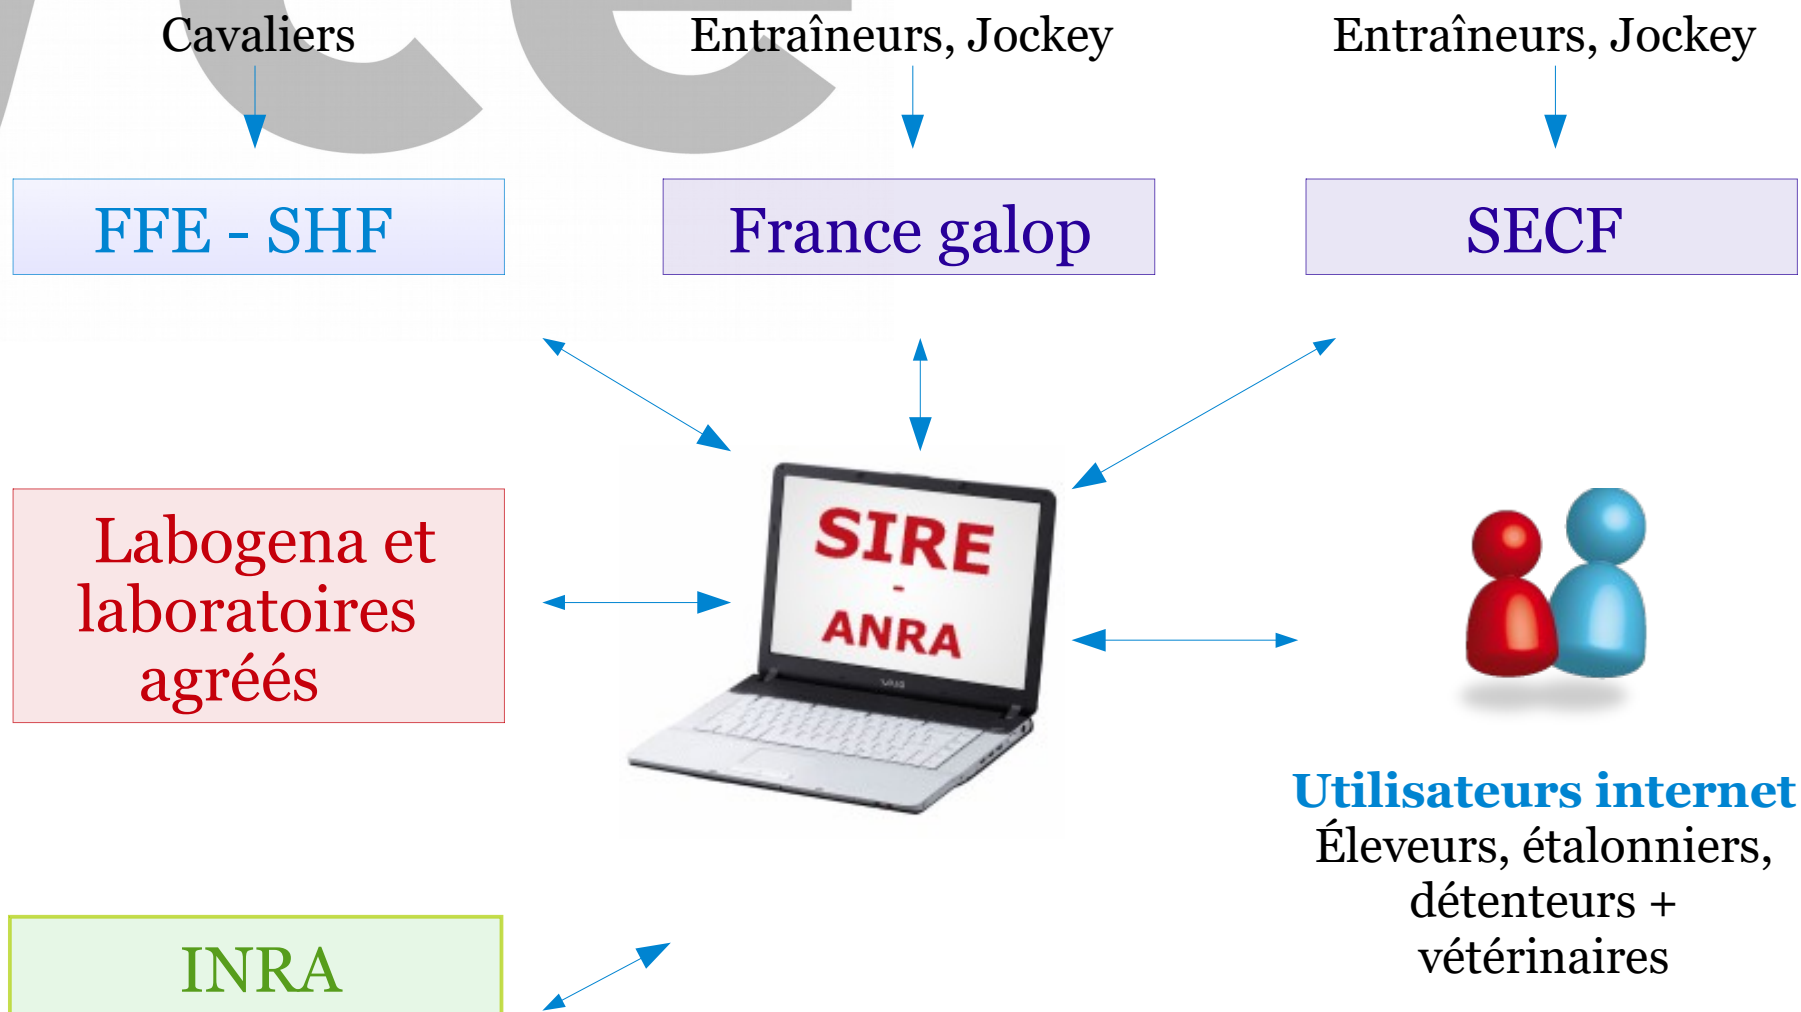 Cavaliers
Entraîneurs, Jockey
Entraîneurs, Jockey
FFE - SHF
France galop
SECF
Labogena et
laboratoires
agréés
SIRE
-
ANRA
VAIO
Utilisateurs internet
Éleveurs, étalonniers,
détenteurs +
vétérinaires
INRA